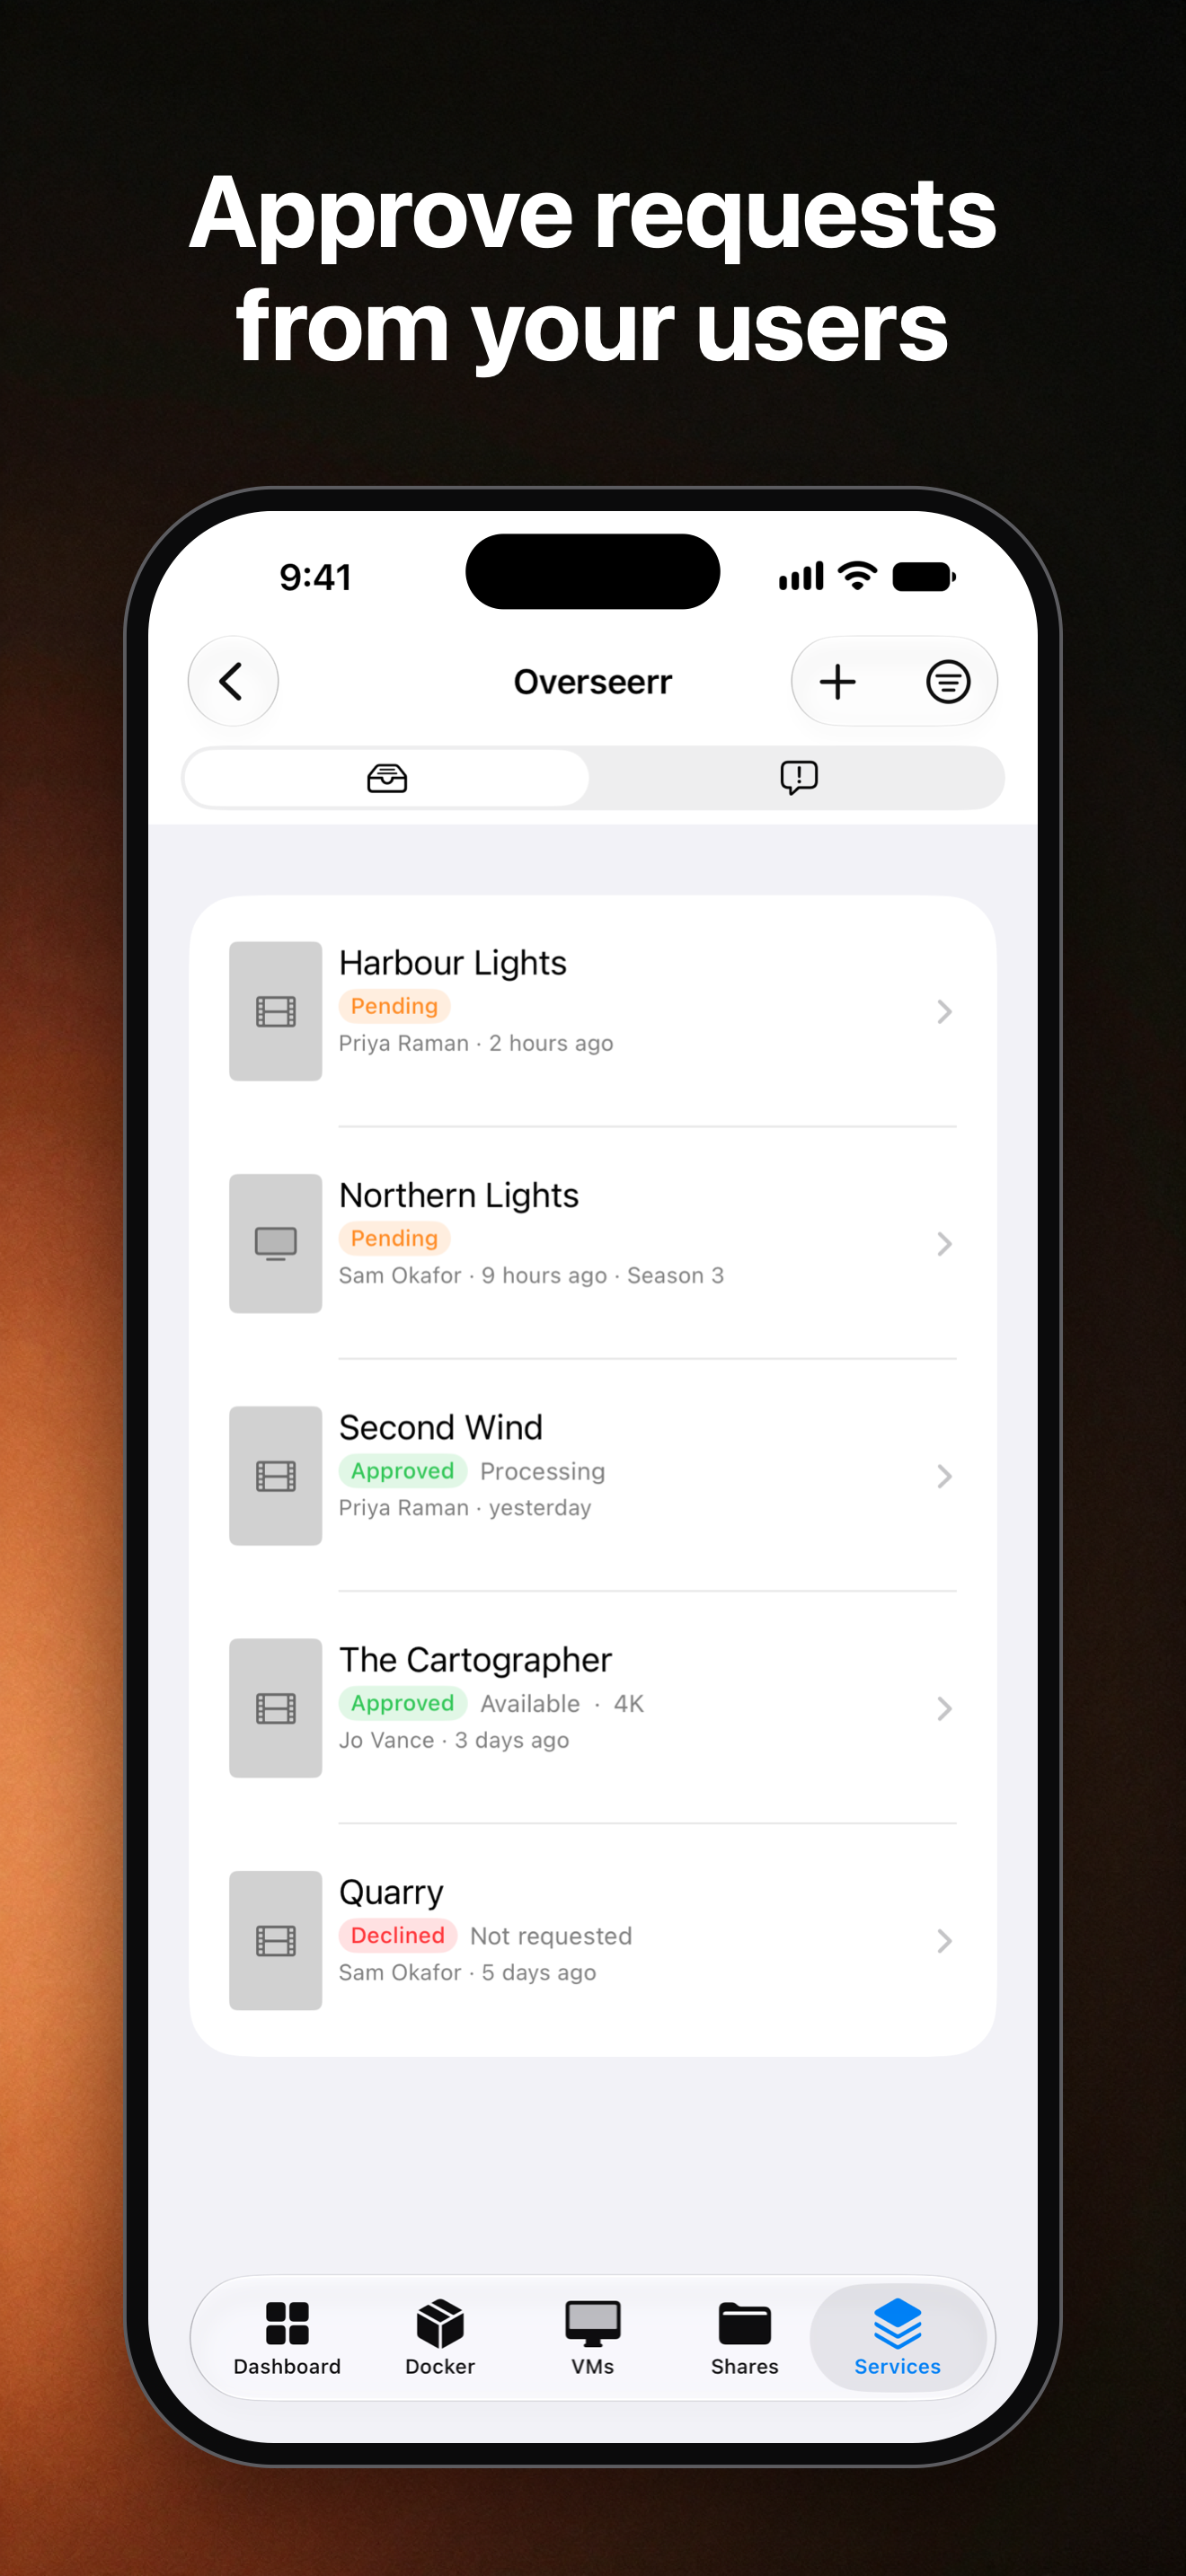 Approve requests
from your users
9:41
Overseerr
Harbour Lights
Pending
Priya Raman · 2 hours ago
Northern Lights
Pending
Sam Okafor · 9 hours ago · Season 3
Second Wind
Approved Processing
Priya Raman · yesterday
The Cartographer
Approved Available · 4K
Jo Vance · 3 days ago
Quarry
Declined Not requested
Sam Okafor · 5 days ago
Dashboard Docker VMs Shares Services